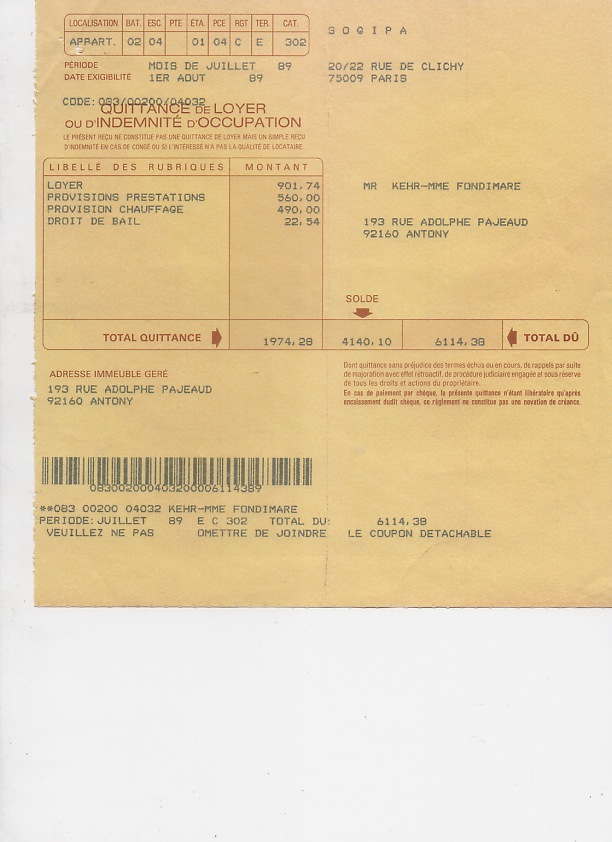 LOCALISATION BAT. ESC. PTE ETA. PCE RGT TER. CAT.
APPART. 02 04 01 04 C E 302
SOGIPA
PÉRIODE MOIS DE JUILLET 89
DATE EXIGIBILITÉ 1ER AOUT 89
20/22 RUE DE CLICHY
75009 PARIS
CODE: 083/00200/04032
QUITTANCE DE LOYER
OU D'INDEMNITÉ D'OCCUPATION
LE PRÉSENT REÇU NE CONSTITUE PAS UNE QUITTANCE DE LOYER MAIS UN SIMPLE REÇU
D'INDEMNITÉ EN CAS DE CONGÉ OU SI L'INTÉRESSÉ N'A PAS LA QUALITÉ DE LOCATAIRE.
LIBELLÉ DES RUBRIQUES MONTANT
LOYER 901,74
PROVISIONS PRESTATIONS 560,00
PROVISION CHAUFFAGE 490,00
DROIT DE BAIL 22,54
MR KEHR-MME FONDIMARE
193 RUE ADOLPHE PAJEAUD
92160 ANTONY
SOLDE
TOTAL QUITTANCE 1974,28 4140,10 6114,38 TOTAL DÛ
ADRESSE IMMEUBLE GERÉ
193 RUE ADOLPHE PAJEAUD
92160 ANTONY
Dont quittance sans préjudice des termes échus ou en cours, de rappels par suite
de majoration avec effet rétroactif, de procédure judiciaire engagée et sous réserve
de tous les droits et actions du propriétaire.
En cas de paiement par chèque, la présente quittance n'étant libératoire qu'après
encaissement dudit chèque, ce règlement ne constitue pas une novation de créance.
083002000403200006114389
**083 00200 04032 KEHR-MME FONDIMARE
PERIODE: JUILLET 89 E C 302 TOTAL DU: 6114,38
VEUILLEZ NE PAS OMETTRE DE JOINDRE LE COUPON DETACHABLE